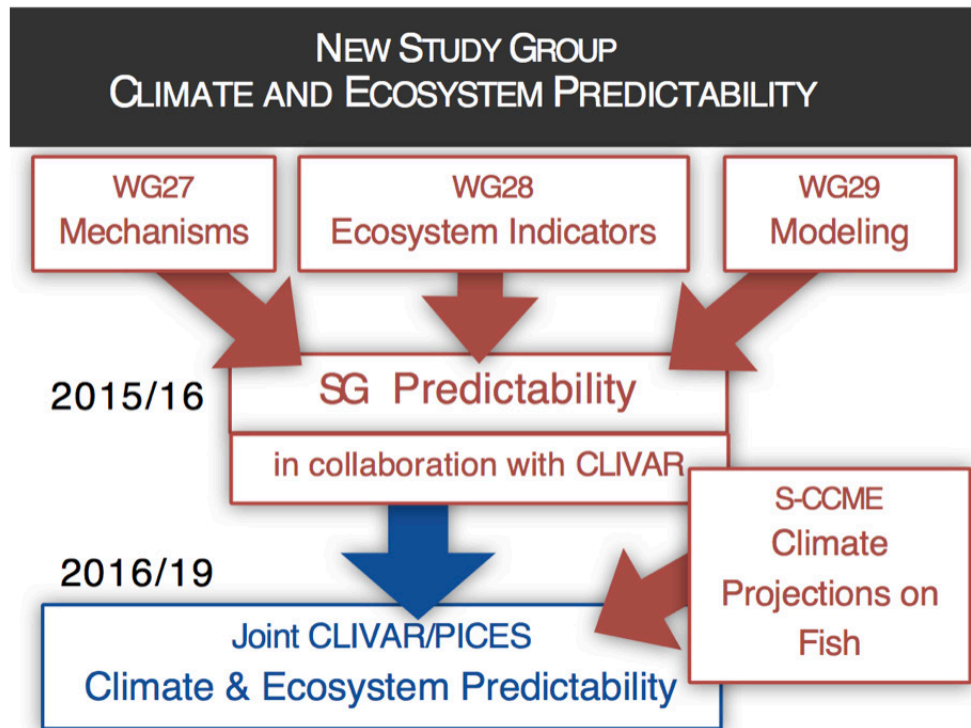 NEW STUDY GROUP
CLIMATE AND ECOSYSTEM PREDICTABILITY
WG27
Mechanisms
WG28
Ecosystem Indicators
WG29
Modeling
2015/16
SG Predictability
in collaboration with CLIVAR
S-CCME
Climate
Projections on
Fish
2016/19
Joint CLIVAR/PICES
Climate & Ecosystem Predictability